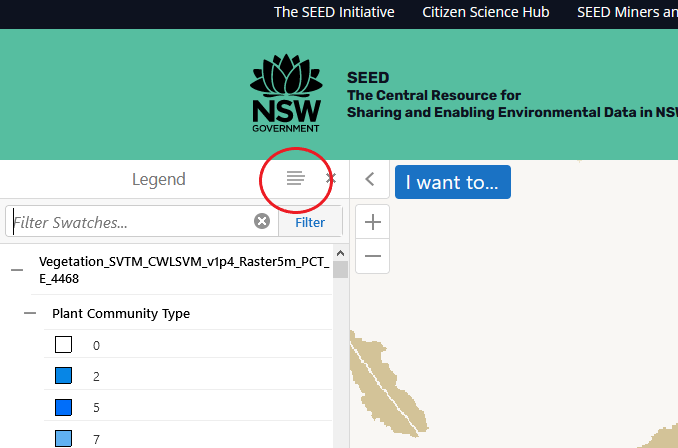 The SEED Initiative
Citizen Science Hub
SEED Miners an
NSW
GOVERNMENT
SEED
The Central Resource for
Sharing and Enabling Environmental Data in NSW
Legend
I want to...
Filter Swatches...
Filter
Vegetation_SVTM_CWLSVM_v1p4_Raster5m_PCT_
E_4468
Plant Community Type
0
2
5
7